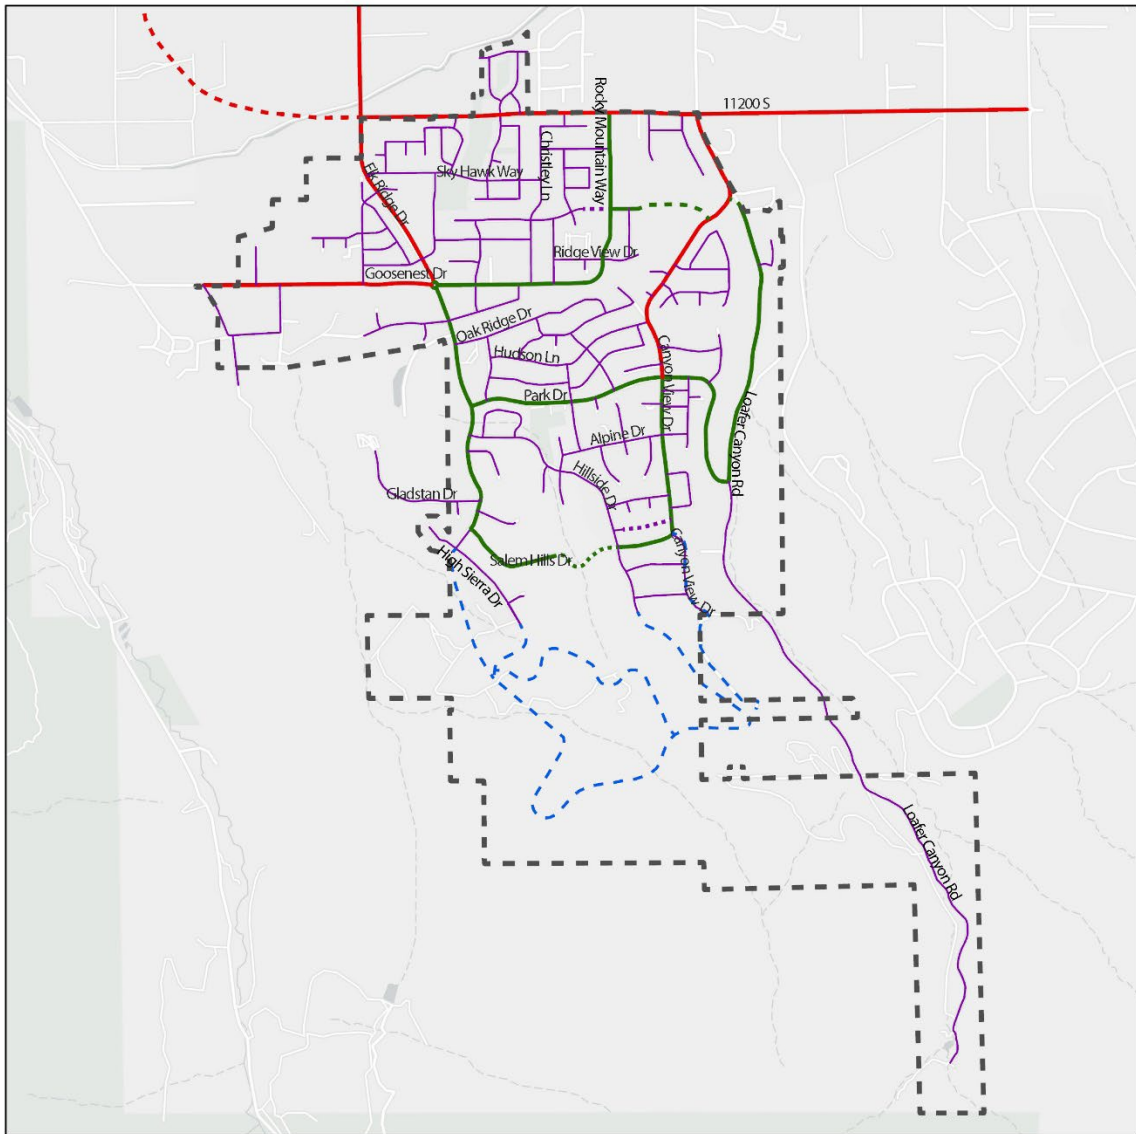 11200 S
Rocky Mountain Way
Christley Ln
Sky Hawk Way
Elk Ridge Dr
Ridge View Dr
Goosenest Dr
Oak Ridge Dr
Hudson Ln
Canyon View Dr
Park Dr
Loafer Canyon Rd
Alpine Dr
Hillside Dr
Gladstan Dr
Salem Hills Dr
High Sierra Dr
Canyon View Dr
Loafer Canyon Rd